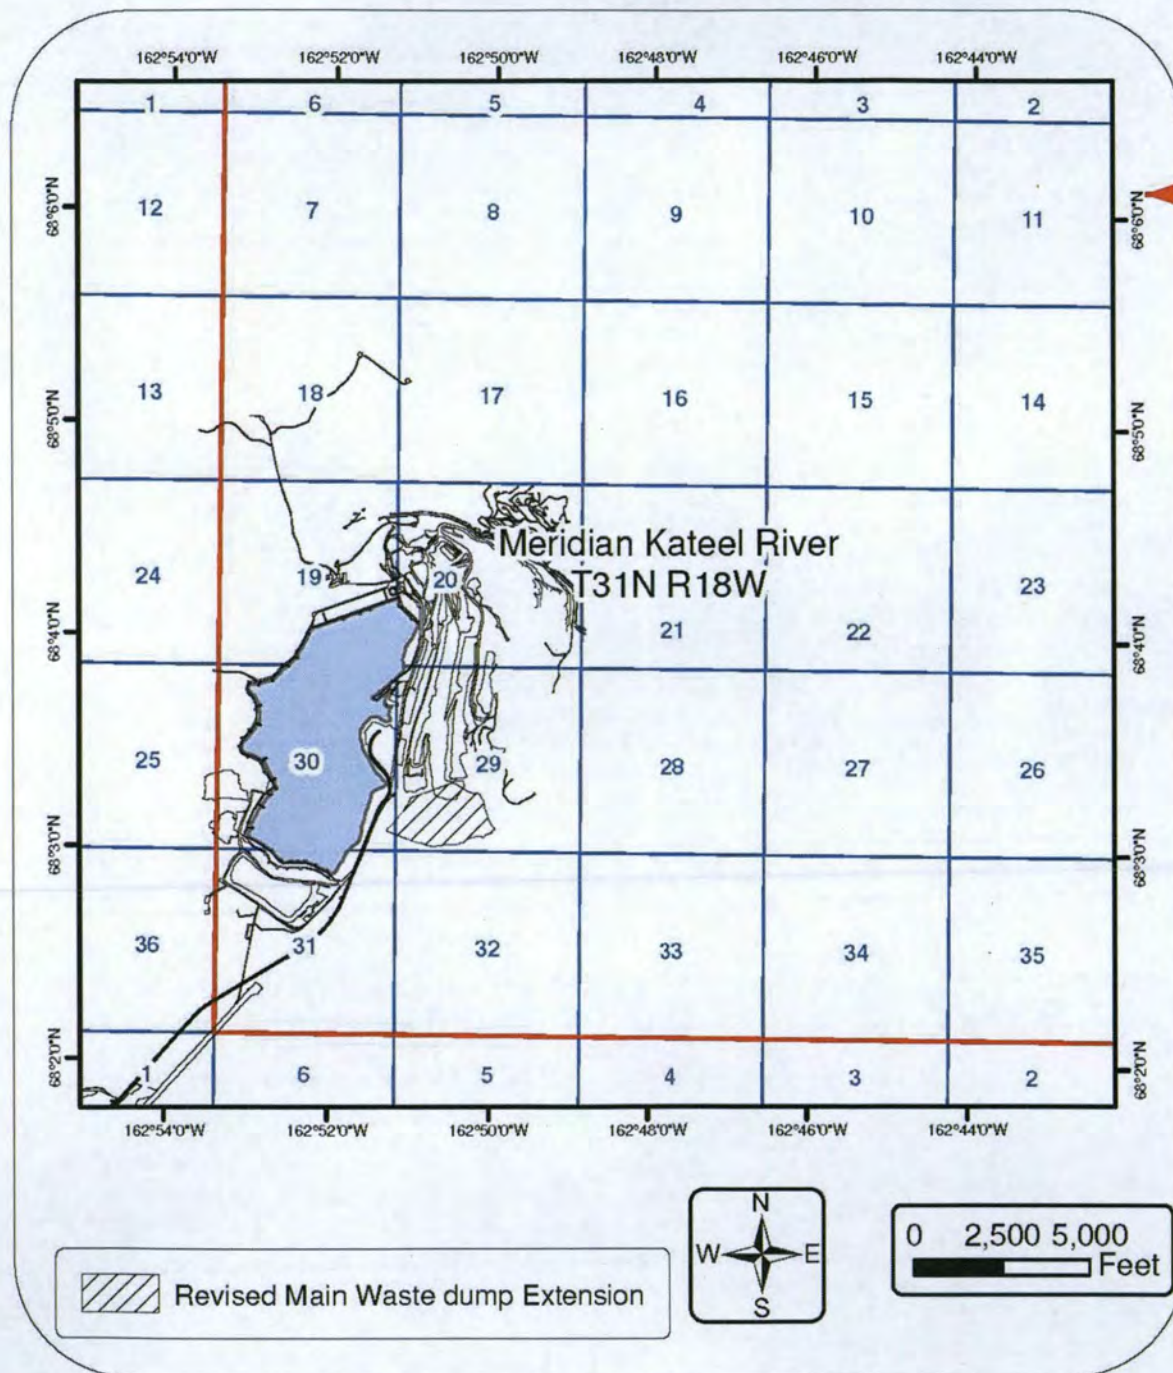 162°54'0"W 162°52'0"W 162°50'0"W 162°48'0"W 162°46'0"W 162°44'0"W
1 6 5 4 3 2
68°6'0"N 12 7 8 9 10 11 68°6'0"N
13 18 17 16 15 14
68°5'0"N 68°5'0"N
Meridian Kateel River
T31N R18W
24 19 20 23
21 22
68°4'0"N 68°4'0"N
25 30 29 28 27 26
68°3'0"N 68°3'0"N
36 31 32 33 34 35
68°2'0"N 68°2'0"N
1 6 5 4 3 2
162°54'0"W 162°52'0"W 162°50'0"W 162°48'0"W 162°46'0"W 162°44'0"W
N
W E
S
0 2,500 5,000
Feet
Revised Main Waste dump Extension